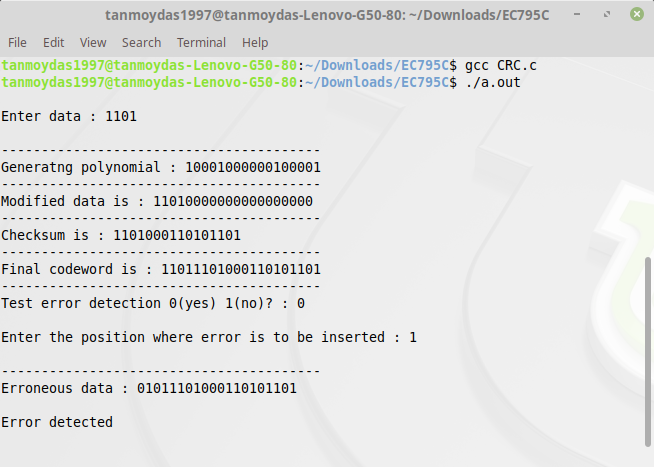 tanmoydas1997@tanmoydas-Lenovo-G50-80: ~/Downloads/EC795C
File Edit View Search Terminal Help
tanmoydas1997@tanmoydas-Lenovo-G50-80:~/Downloads/EC795C$ gcc CRC.c
tanmoydas1997@tanmoydas-Lenovo-G50-80:~/Downloads/EC795C$ ./a.out
Enter data : 1101
----------------------------------------
Generatng polynomial : 10001000000100001
----------------------------------------
Modified data is : 11010000000000000000
----------------------------------------
Checksum is : 1101000110101101
----------------------------------------
Final codeword is : 11011101000110101101
----------------------------------------
Test error detection 0(yes) 1(no)? : 0
Enter the position where error is to be inserted : 1
----------------------------------------
Erroneous data : 01011101000110101101
Error detected